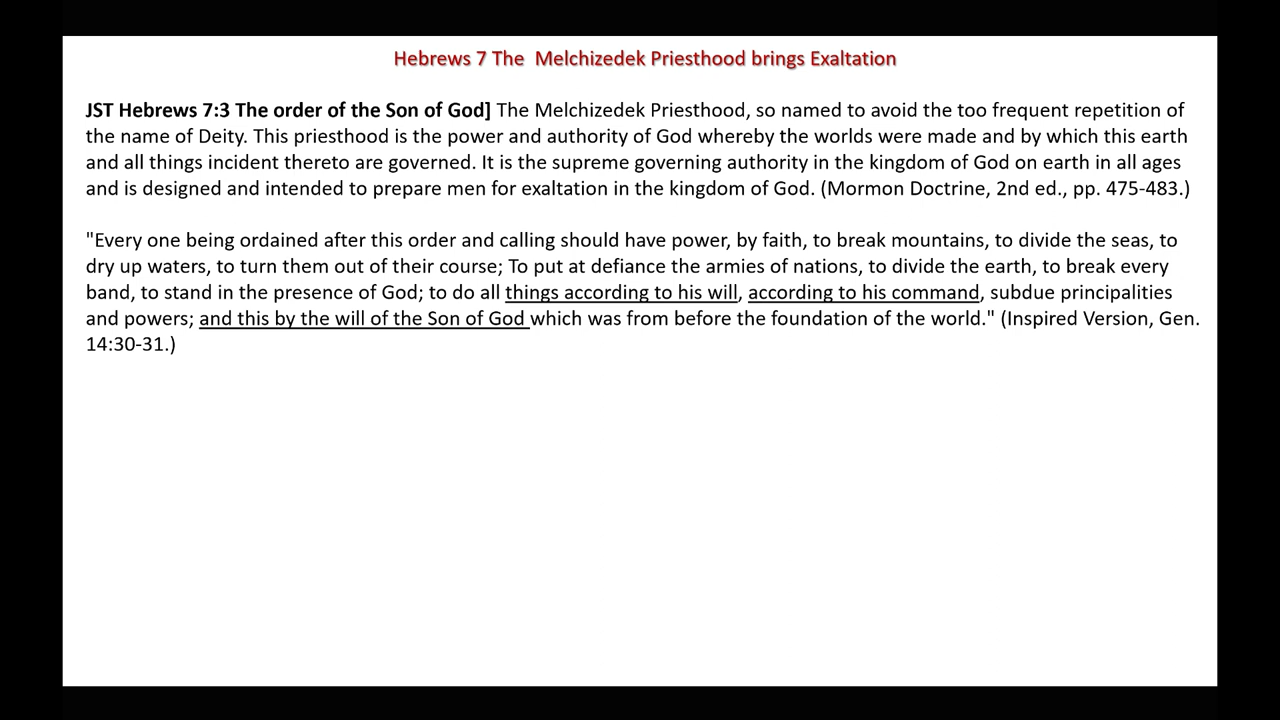 Hebrews 7 The  Melchizedek Priesthood brings Exaltation
JST Hebrews 7:3 The order of the Son of God] The Melchizedek Priesthood, so named to avoid the too frequent repetition of
the name of Deity. This priesthood is the power and authority of God whereby the worlds were made and by which this earth
and all things incident thereto are governed. It is the supreme governing authority in the kingdom of God on earth in all ages
and is designed and intended to prepare men for exaltation in the kingdom of God. (Mormon Doctrine, 2nd ed., pp. 475-483.)
"Every one being ordained after this order and calling should have power, by faith, to break mountains, to divide the seas, to
dry up waters, to turn them out of their course; To put at defiance the armies of nations, to divide the earth, to break every
band, to stand in the presence of God; to do all things according to his will, according to his command, subdue principalities
and powers; and this by the will of the Son of God which was from before the foundation of the world." (Inspired Version, Gen.
14:30-31.)